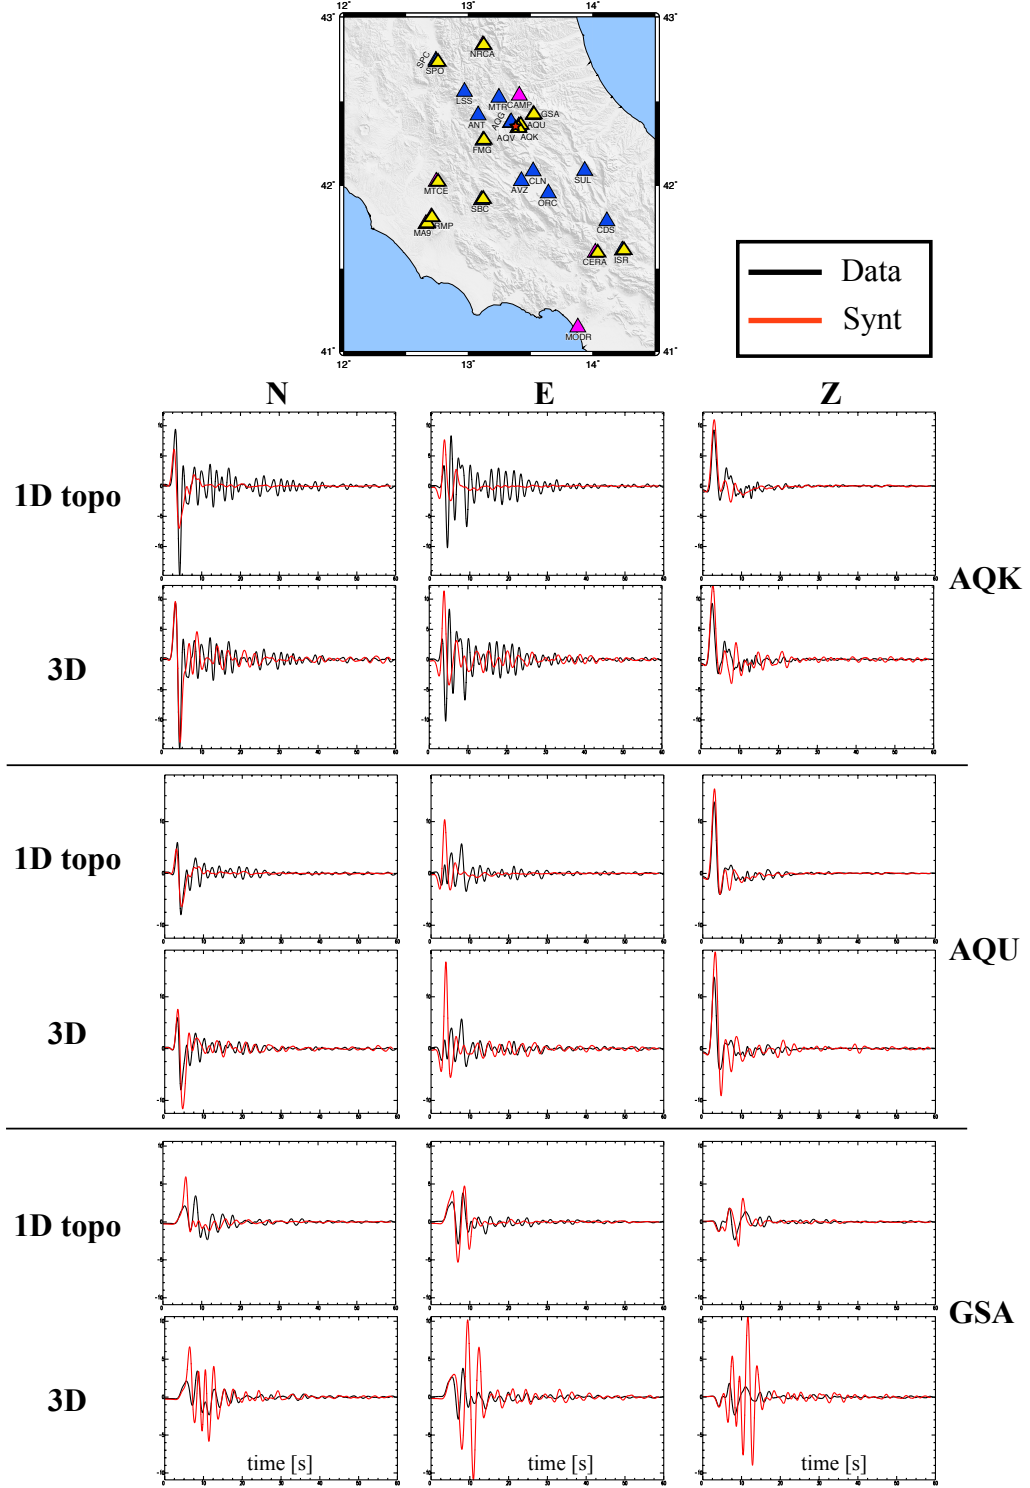 12˚ 13˚ 14˚
43˚ 43˚
NRCA
SPC
SPO
LSS
MTR
CAMP
GSA
ANT
AQG
AQU
AQV
AQK
FMG
42˚ 42˚
MTCE
CLN
SUL
AVZ
ORC
SBC
RMP
MA9
CDS
CERA
ISR
MODR
41˚ 41˚
12˚ 13˚ 14˚
Data
Synt
N E Z
1D topo
AQK
3D
1D topo
AQU
3D
1D topo
GSA
3D
time [s] time [s] time [s]